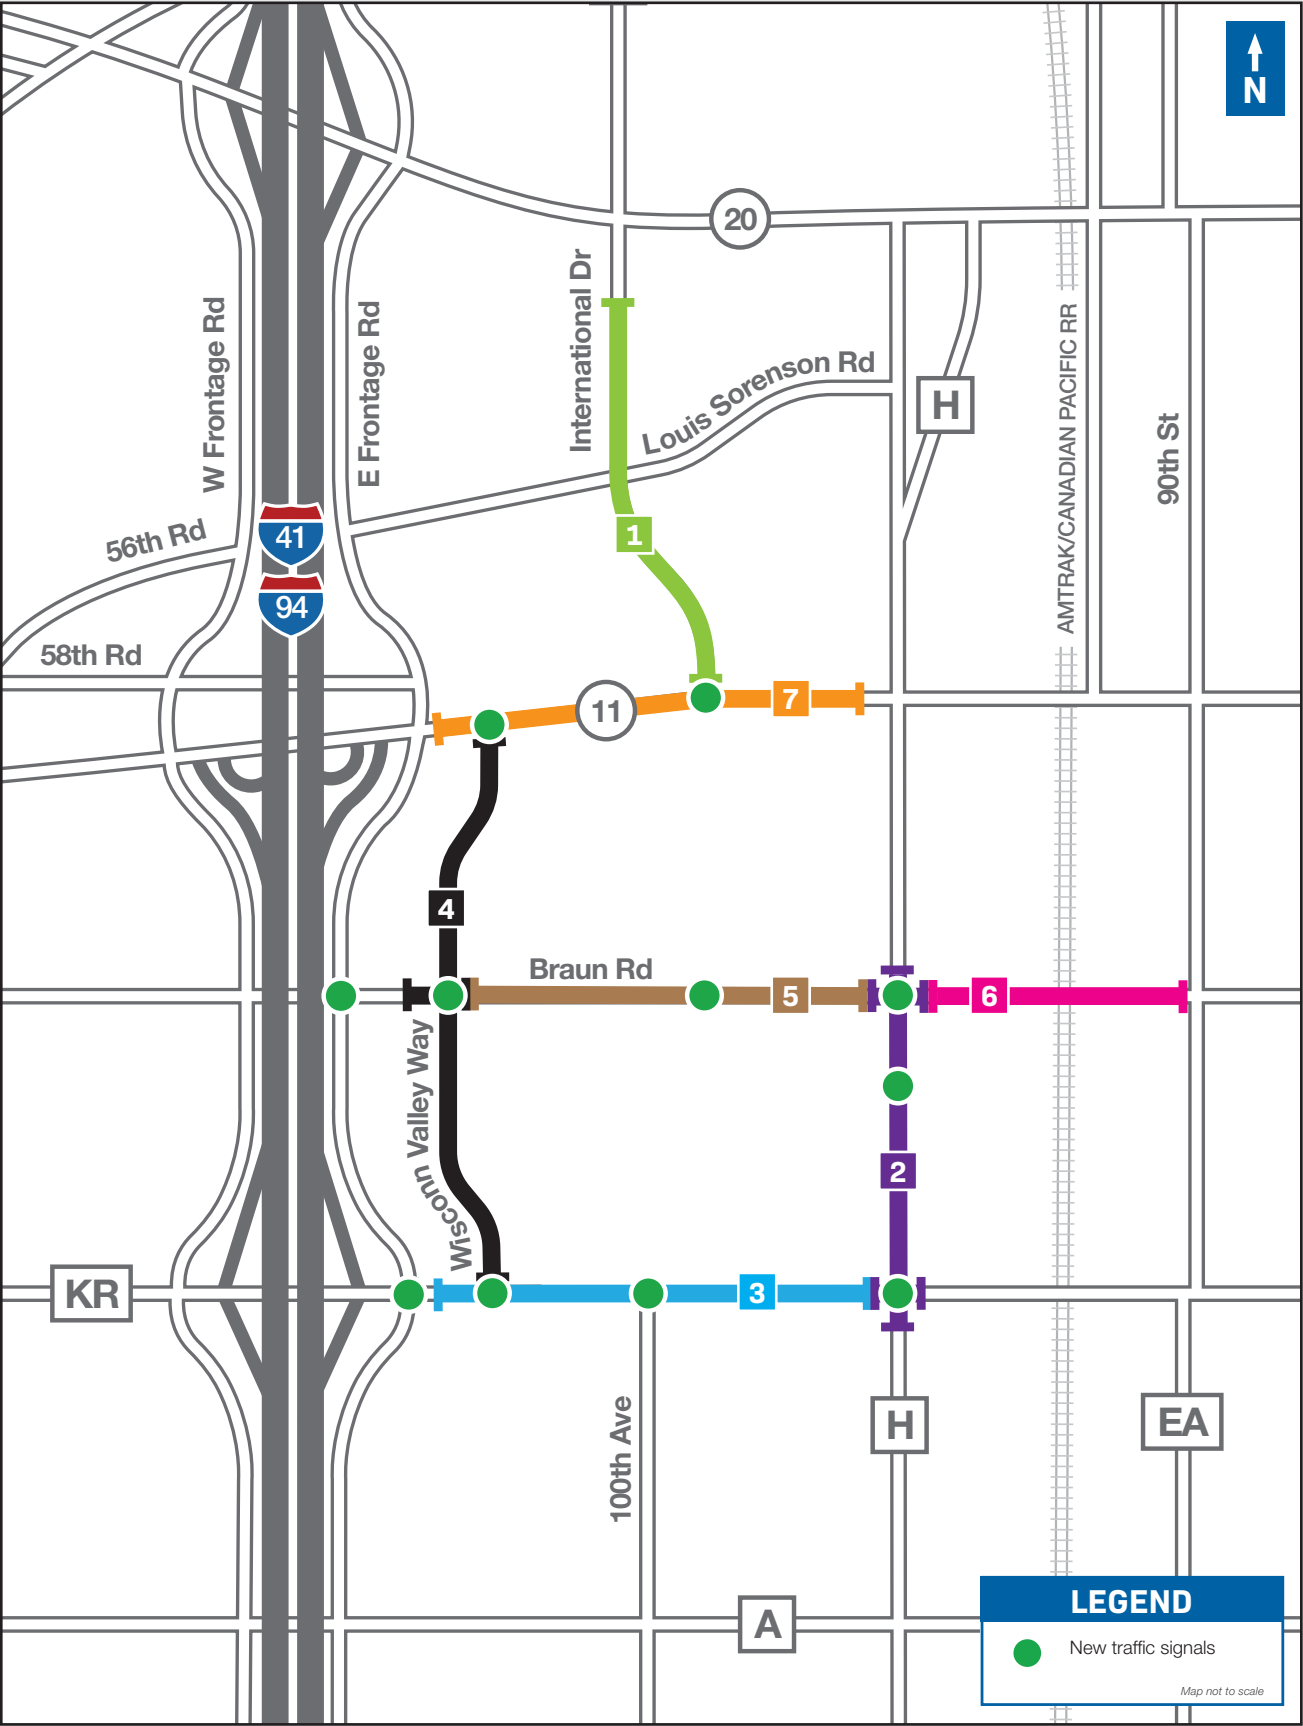 N
20
International Dr
W Frontage Rd
E Frontage Rd
Louis Sorenson Rd
H
AMTRAK/CANADIAN PACIFIC RR
90th St
41
56th Rd
1
94
58th Rd
7
11
4
Braun Rd
5
6
Wisconn Valley Way
2
KR
3
100th Ave
H
EA
A
LEGEND
New traffic signals
Map not to scale